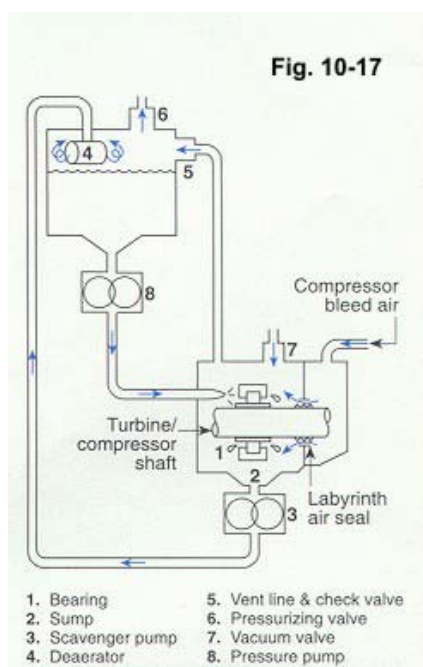 Fig. 10-17
6
4
5
8
Compressor
bleed air
7
Turbine/
compressor
shaft
1
2
3
Labyrinth
air seal
1. Bearing
2. Sump
3. Scavenger pump
4. Deaerator
5. Vent line & check valve
6. Pressurizing valve
7. Vacuum valve
8. Pressure pump